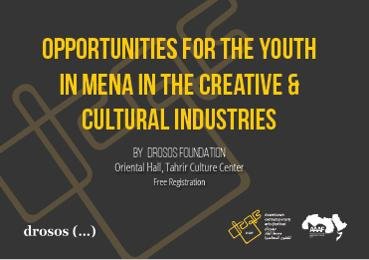 OPPORTUNITIES FOR THE YOUTH
IN MENA IN THE CREATIVE &
CULTURAL INDUSTRIES
BY DROSOS FOUNDATION
Oriental Hall, Tahrir Culture Center
Free Registration
drosos (...)
AAAF